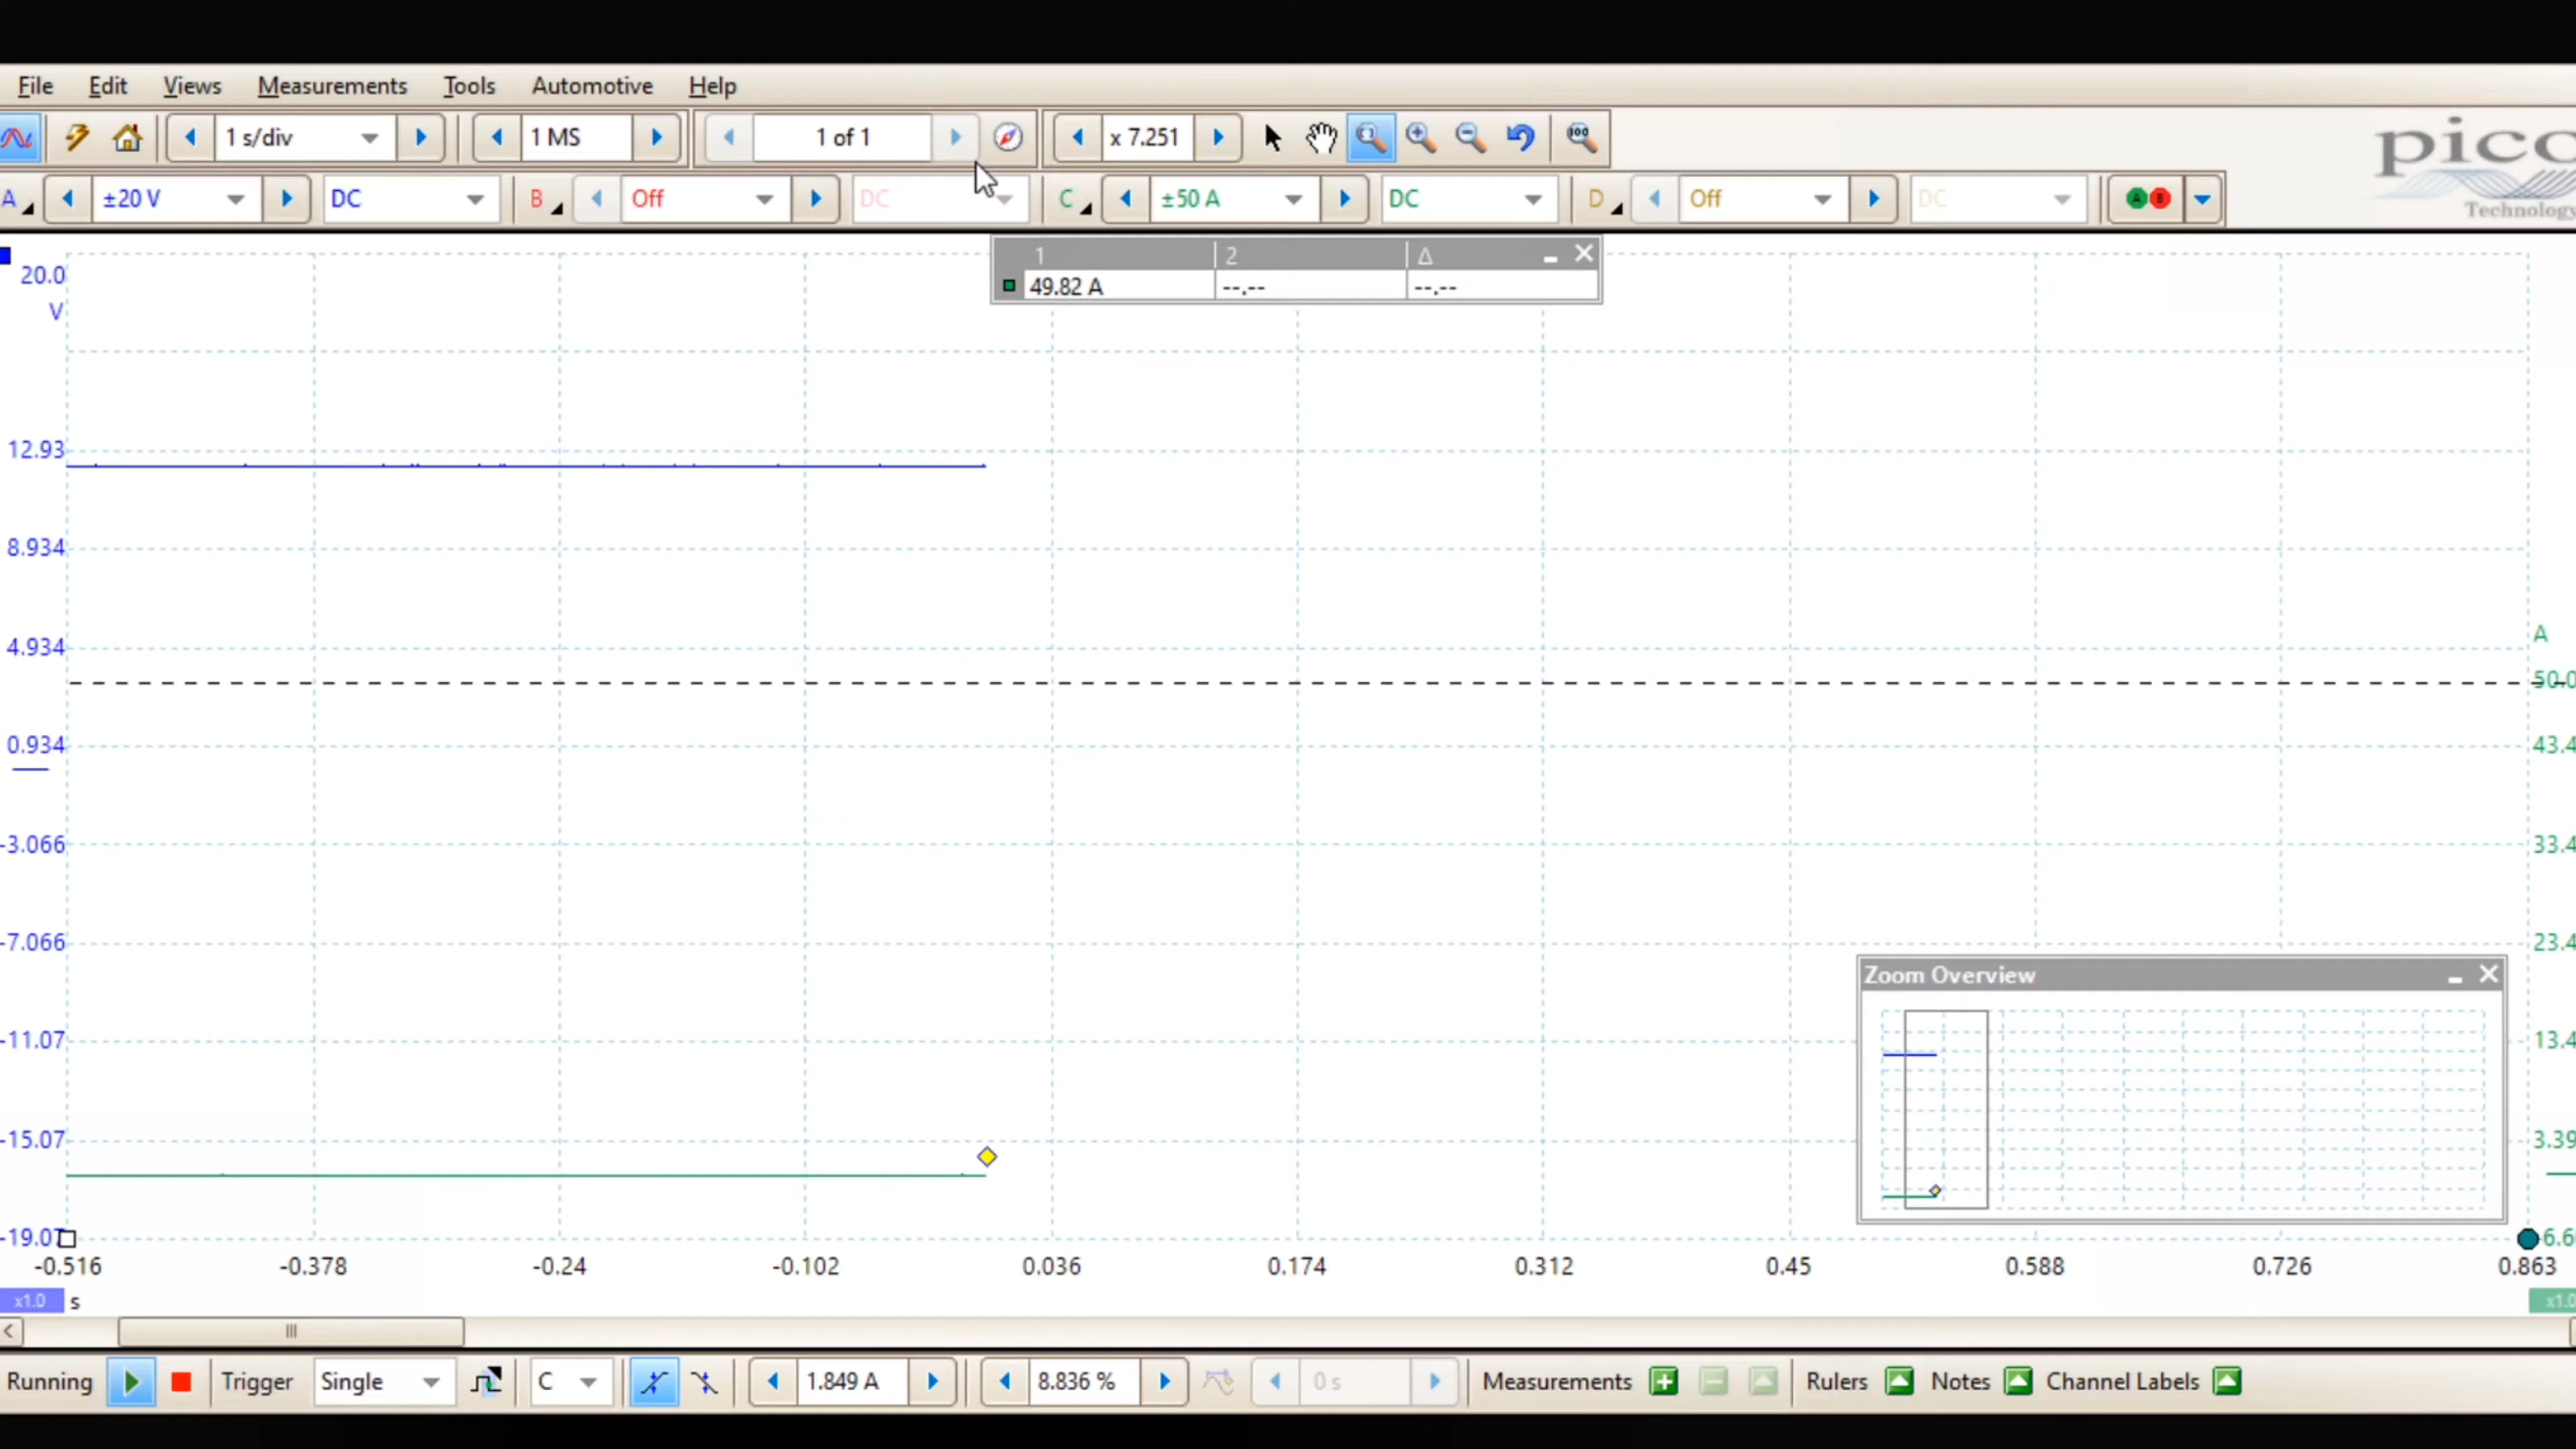 File Edit Views Measurements Tools Automotive Help
1 s/div 1 MS 1 of 1 x 7.251 100
pico
Technology
A ±20 V DC B Off DC C ±50 A DC D Off DC A B
1 2 Δ
49.82 A --.-- --.--
20.0
V
12.93
8.934
4.934
A
50.0
0.934
43.4
-3.066
33.4
-7.066
23.4
Zoom Overview
-11.07
13.4
-15.07
3.39
-19.07
6.6
-0.516 -0.378 -0.24 -0.102 0.036 0.174 0.312 0.45 0.588 0.726 0.863
x1.0 s x1.0
Running Trigger Single C 1.849 A 8.836 % 0 s Measurements Rulers Notes Channel Labels